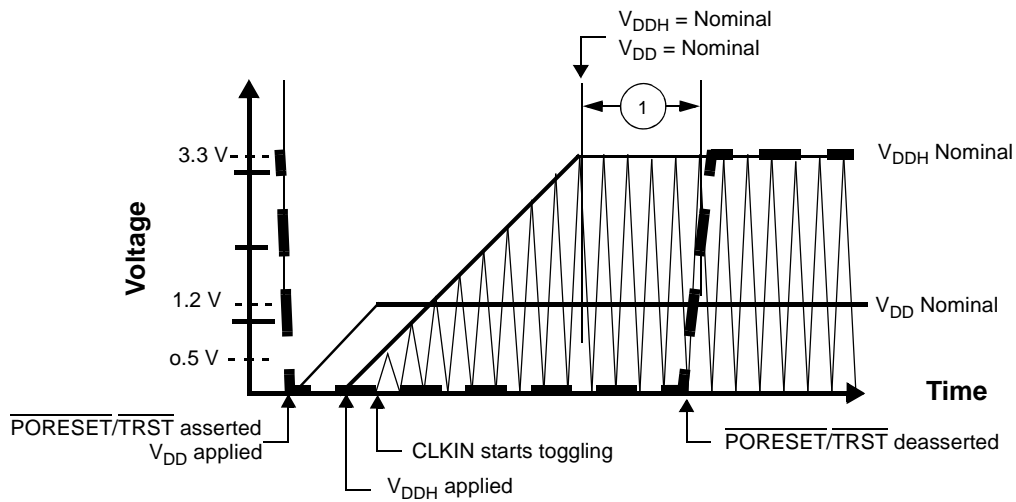 VDDH = Nominal
VDD = Nominal
1
3.3 V
VDDH Nominal
Voltage
1.2 V
VDD Nominal
o.5 V
Time
PORESET/TRST asserted
VDD applied
CLKIN starts toggling
PORESET/TRST deasserted
VDDH applied